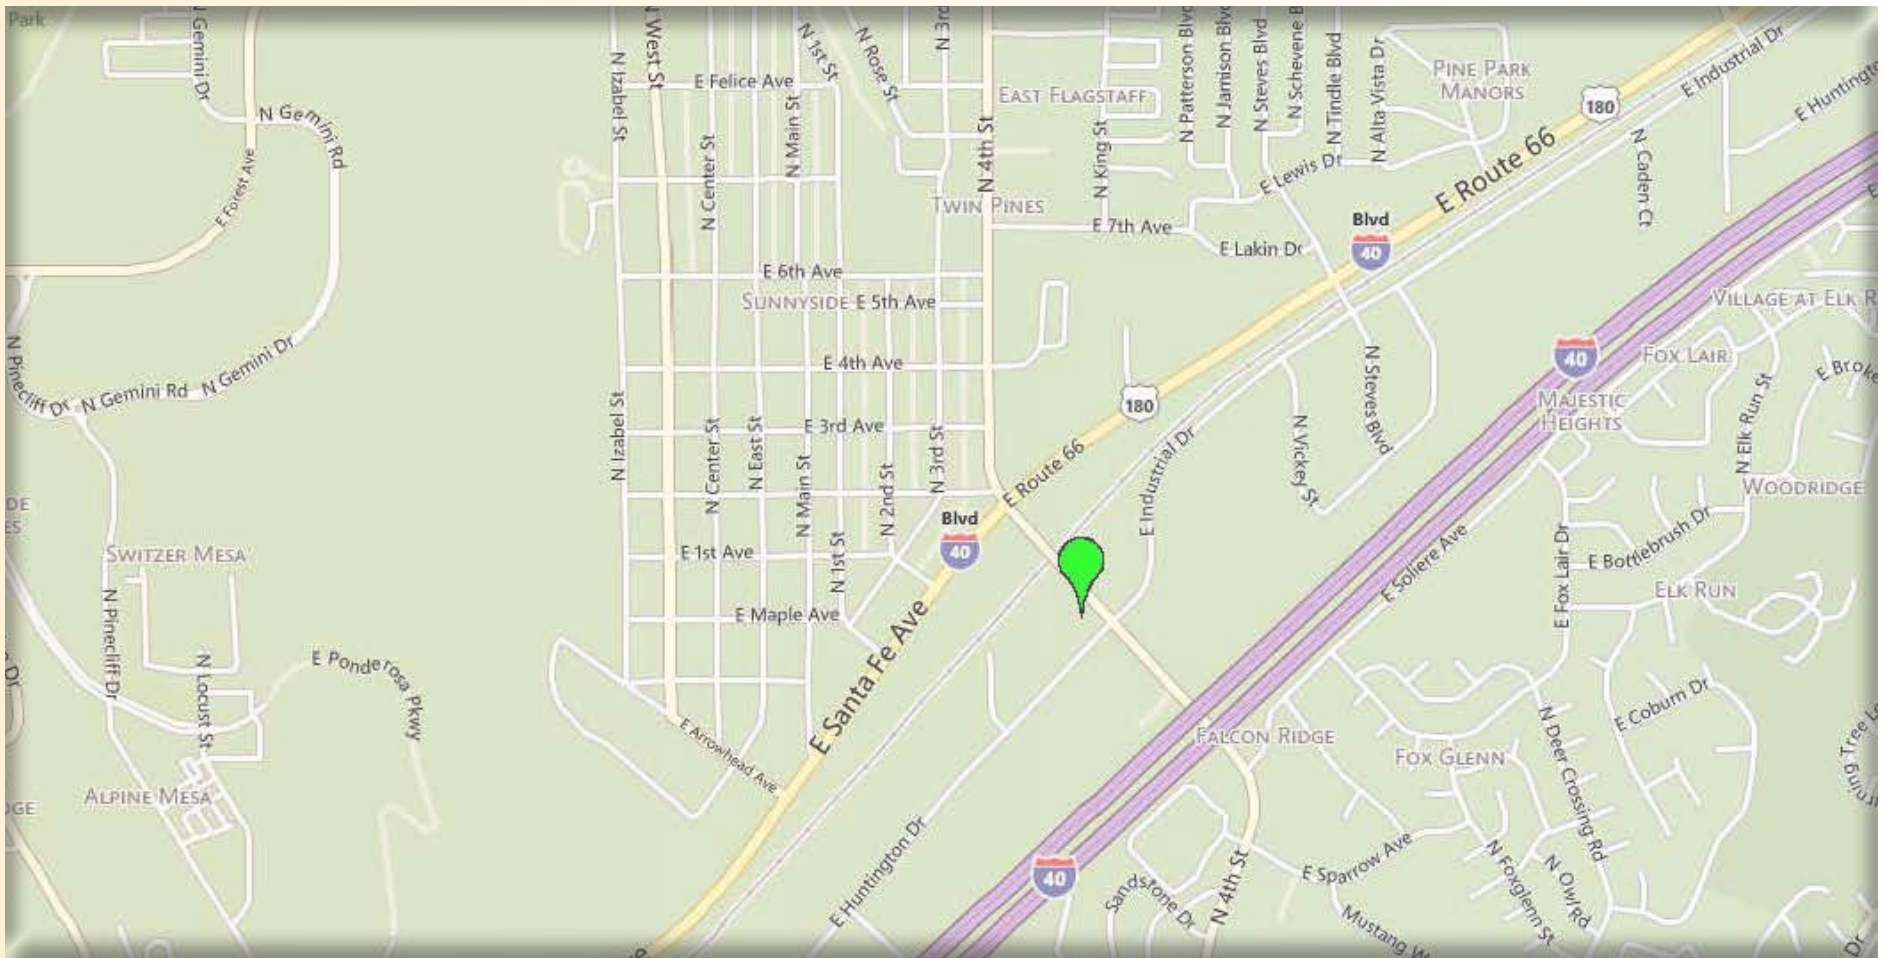 Park
N Gemini Dr
N Gemini Rd
E Forest Ave
N Gemini Dr
N Gemini Rd
N Pinecliff Dr
SWITZER MESA
N Pinecliff Dr
N Locust St
E Ponderosa Pkwy
ALPINE MESA
N Izabel St
N West St
E Felice Ave
N 1st St
N Main St
N Center St
N Rose St
N 3rd
N 4th St
EAST FLAGSTAFF
N King St
N Patterson Blvd
N Jamison Blvd
N Steves Blvd
N Schevene B
N Tindle Blvd
N Alta Vista Dr
PINE PARK
MANORS
180
E Industrial Dr
E Huntingto
N Caden Ct
E Route 66
E Lewis Dr
TWIN PINES
E 7th Ave
E Lakin Dr
Blvd
40
E 6th Ave
SUNNYSIDE
E 5th Ave
E 4th Ave
E 3rd Ave
N Izabel St
N Center St
N East St
N Main St
N 1st St
N 2nd St
N 3rd St
E Route 66
180
Blvd
40
E 1st Ave
E Maple Ave
E Santa Fe Ave
E Arrowhead Ave
E Industrial Dr
N Vickey St
N Steves Blvd
40
VILLAGE AT ELK R
FOX LAIR
MAJESTIC
HEIGHTS
N Elk Run St
E Broke
WOODRIDGE
E Soliere Ave
E Fox Lair Dr
E Bottlebrush Dr
ELK RUN
E Coburn Dr
N Deer Crossing Rd
FALCON RIDGE
FOX GLENN
E Huntington Dr
40
Sandstone Dr
N 4th St
E Sparrow Ave
Mustang W
N Foxglenn St
N Owl Rd
Dr